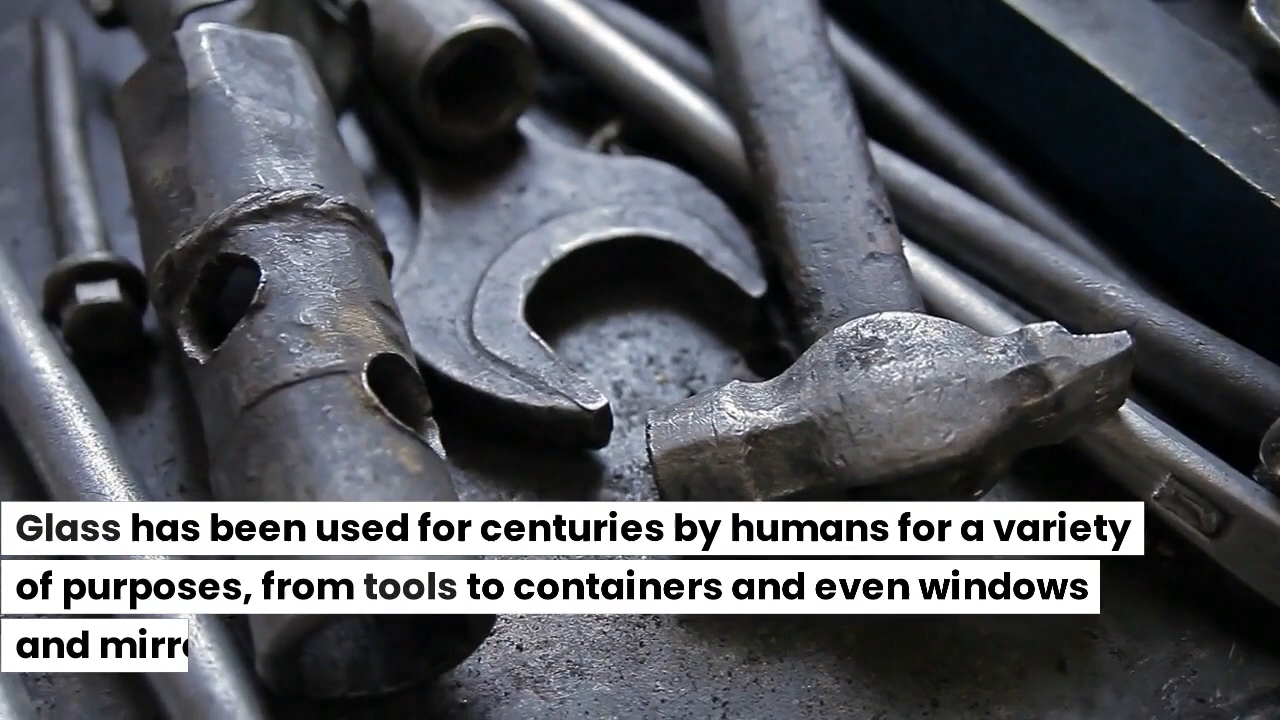 Glass has been used for centuries by humans for a variety
of purposes, from tools to containers and even windows
and mirr